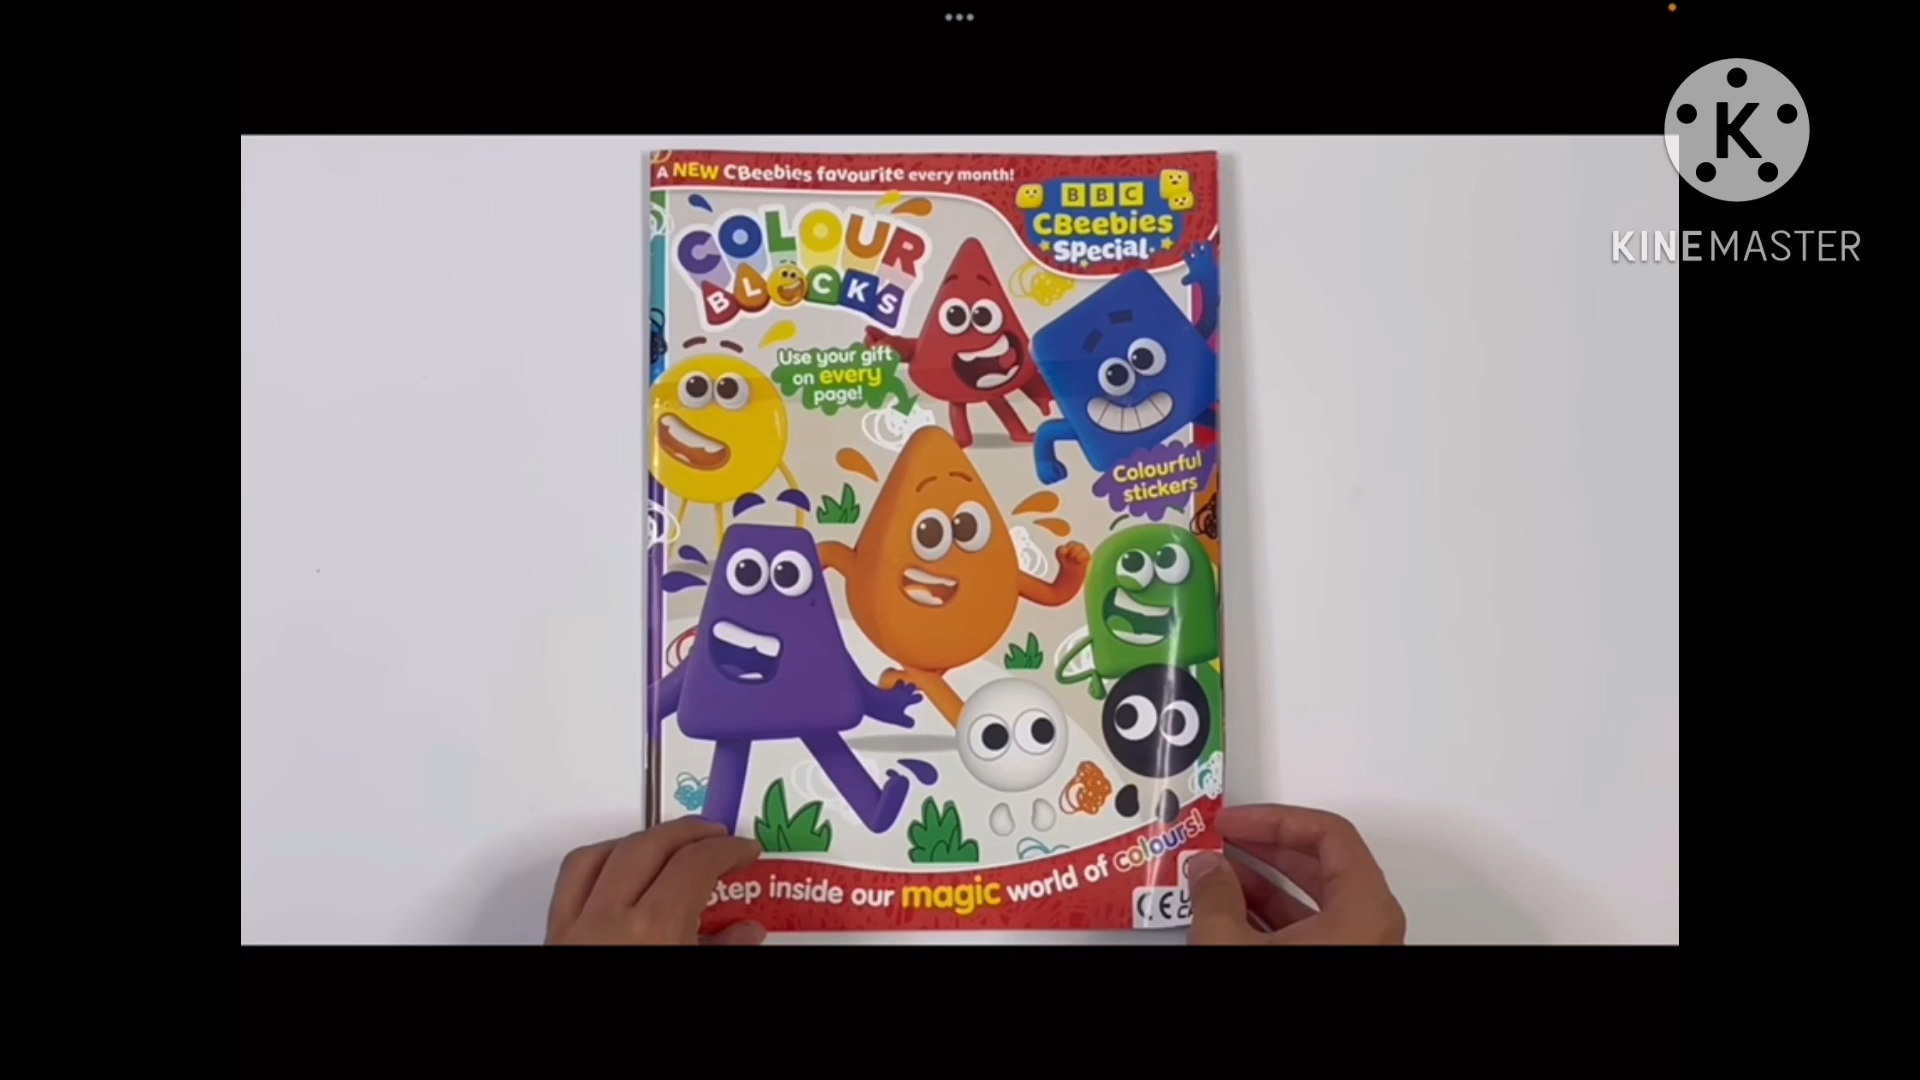 A NEW CBeebies favourite every month!
BBC
CBeebies
Special
COLOUR
BLOCKS
Use your gift
on every
page!
Colourful
stickers
Step inside our magic world of colours!
CE
K
KINEMASTER